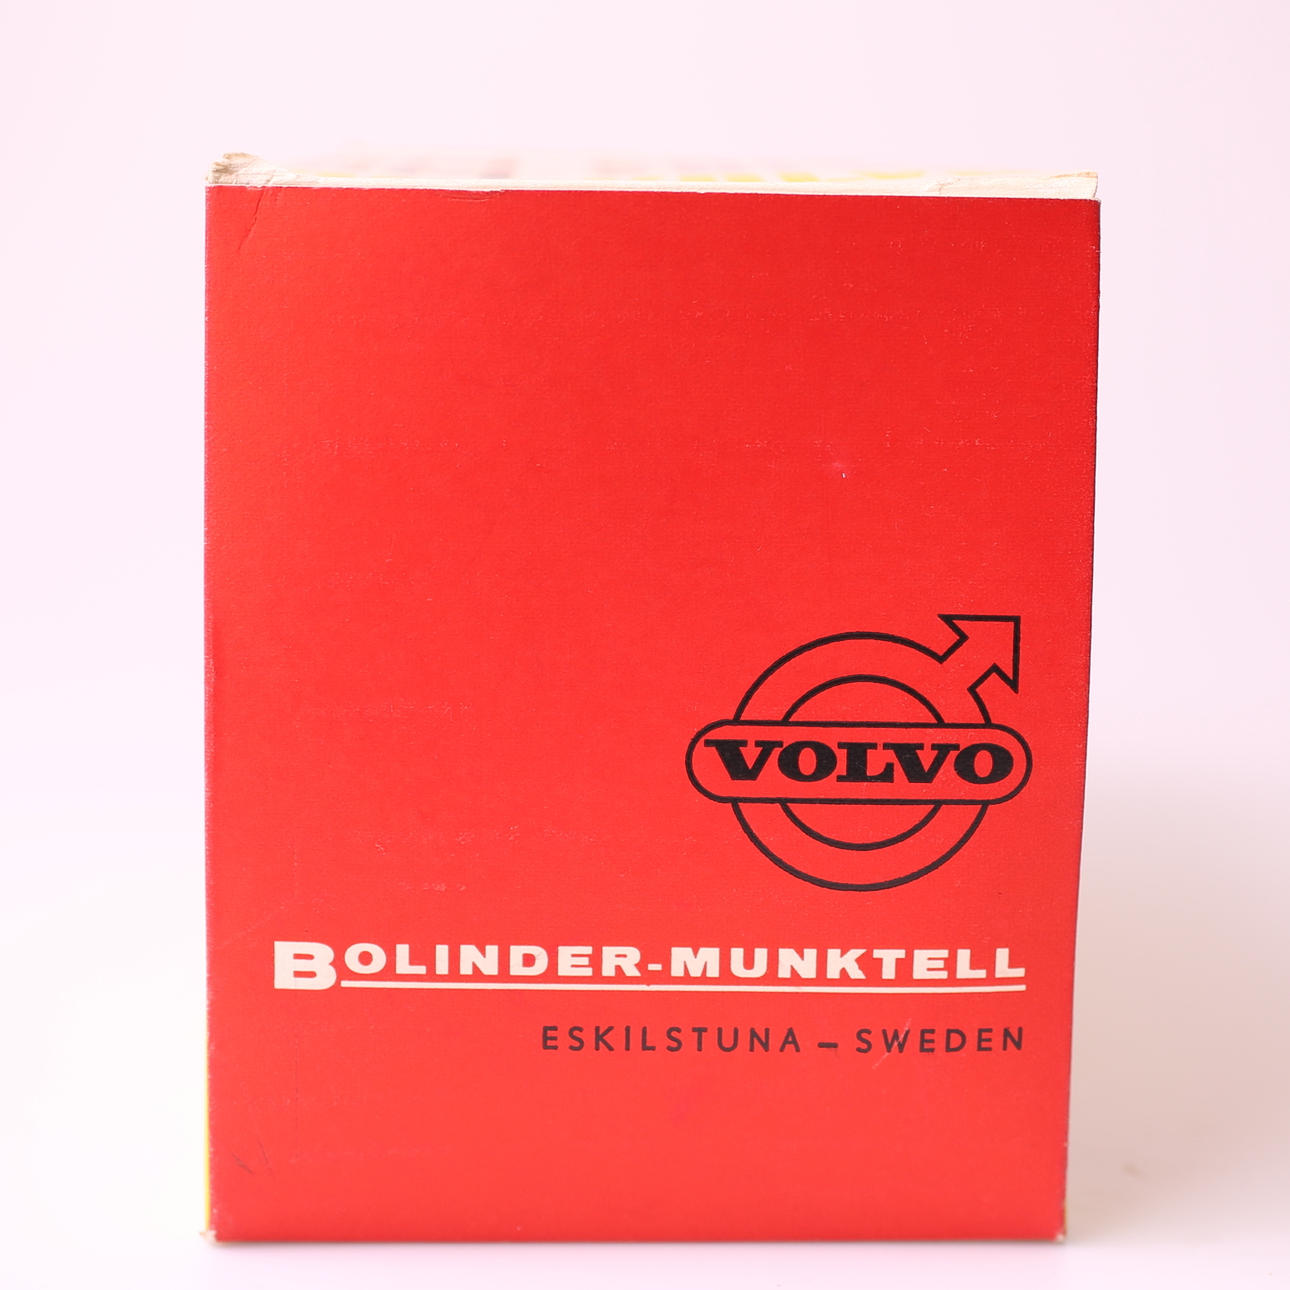 VOLVO
BOLINDER-MUNKTELL
ESKILSTUNA – SWEDEN